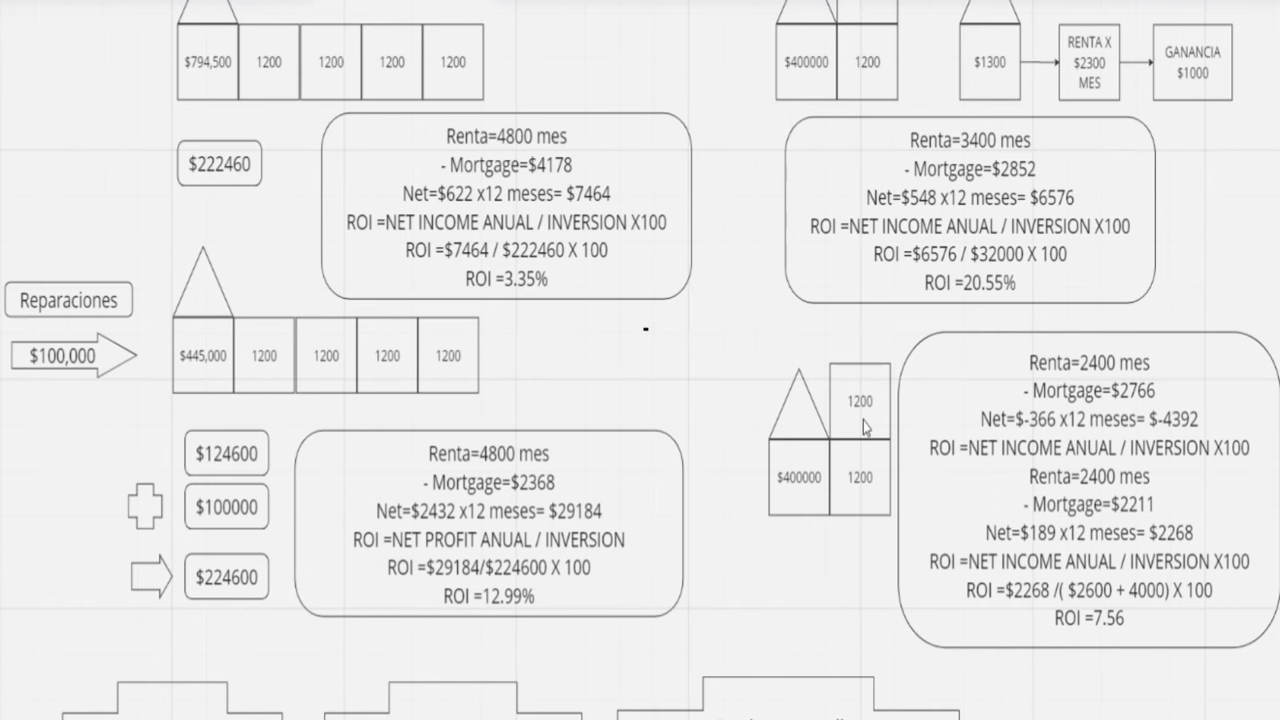 $794,500 1200 1200 1200 1200
$222460
Renta=4800 mes
- Mortgage=$4178
Net=$622 x12 meses= $7464
ROI =NET INCOME ANUAL / INVERSION X100
ROI =$7464 / $222460 X 100
ROI =3.35%
Reparaciones
$100,000
$445,000 1200 1200 1200 1200
$124600
$100000
$224600
Renta=4800 mes
- Mortgage=$2368
Net=$2432 x12 meses= $29184
ROI =NET PROFIT ANUAL / INVERSION
ROI =$29184/$224600 X 100
ROI =12.99%
$400000 1200
$1300
RENTA X
$2300
MES
GANANCIA
$1000
Renta=3400 mes
- Mortgage=$2852
Net=$548 x12 meses= $6576
ROI =NET INCOME ANUAL / INVERSION X100
ROI =$6576 / $32000 X 100
ROI =20.55%
1200
$400000 1200
Renta=2400 mes
- Mortgage=$2766
Net=$-366 x12 meses= $-4392
ROI =NET INCOME ANUAL / INVERSION X100
Renta=2400 mes
- Mortgage=$2211
Net=$189 x12 meses= $2268
ROI =NET INCOME ANUAL / INVERSION X100
ROI =$2268 /( $2600 + 4000) X 100
ROI =7.56